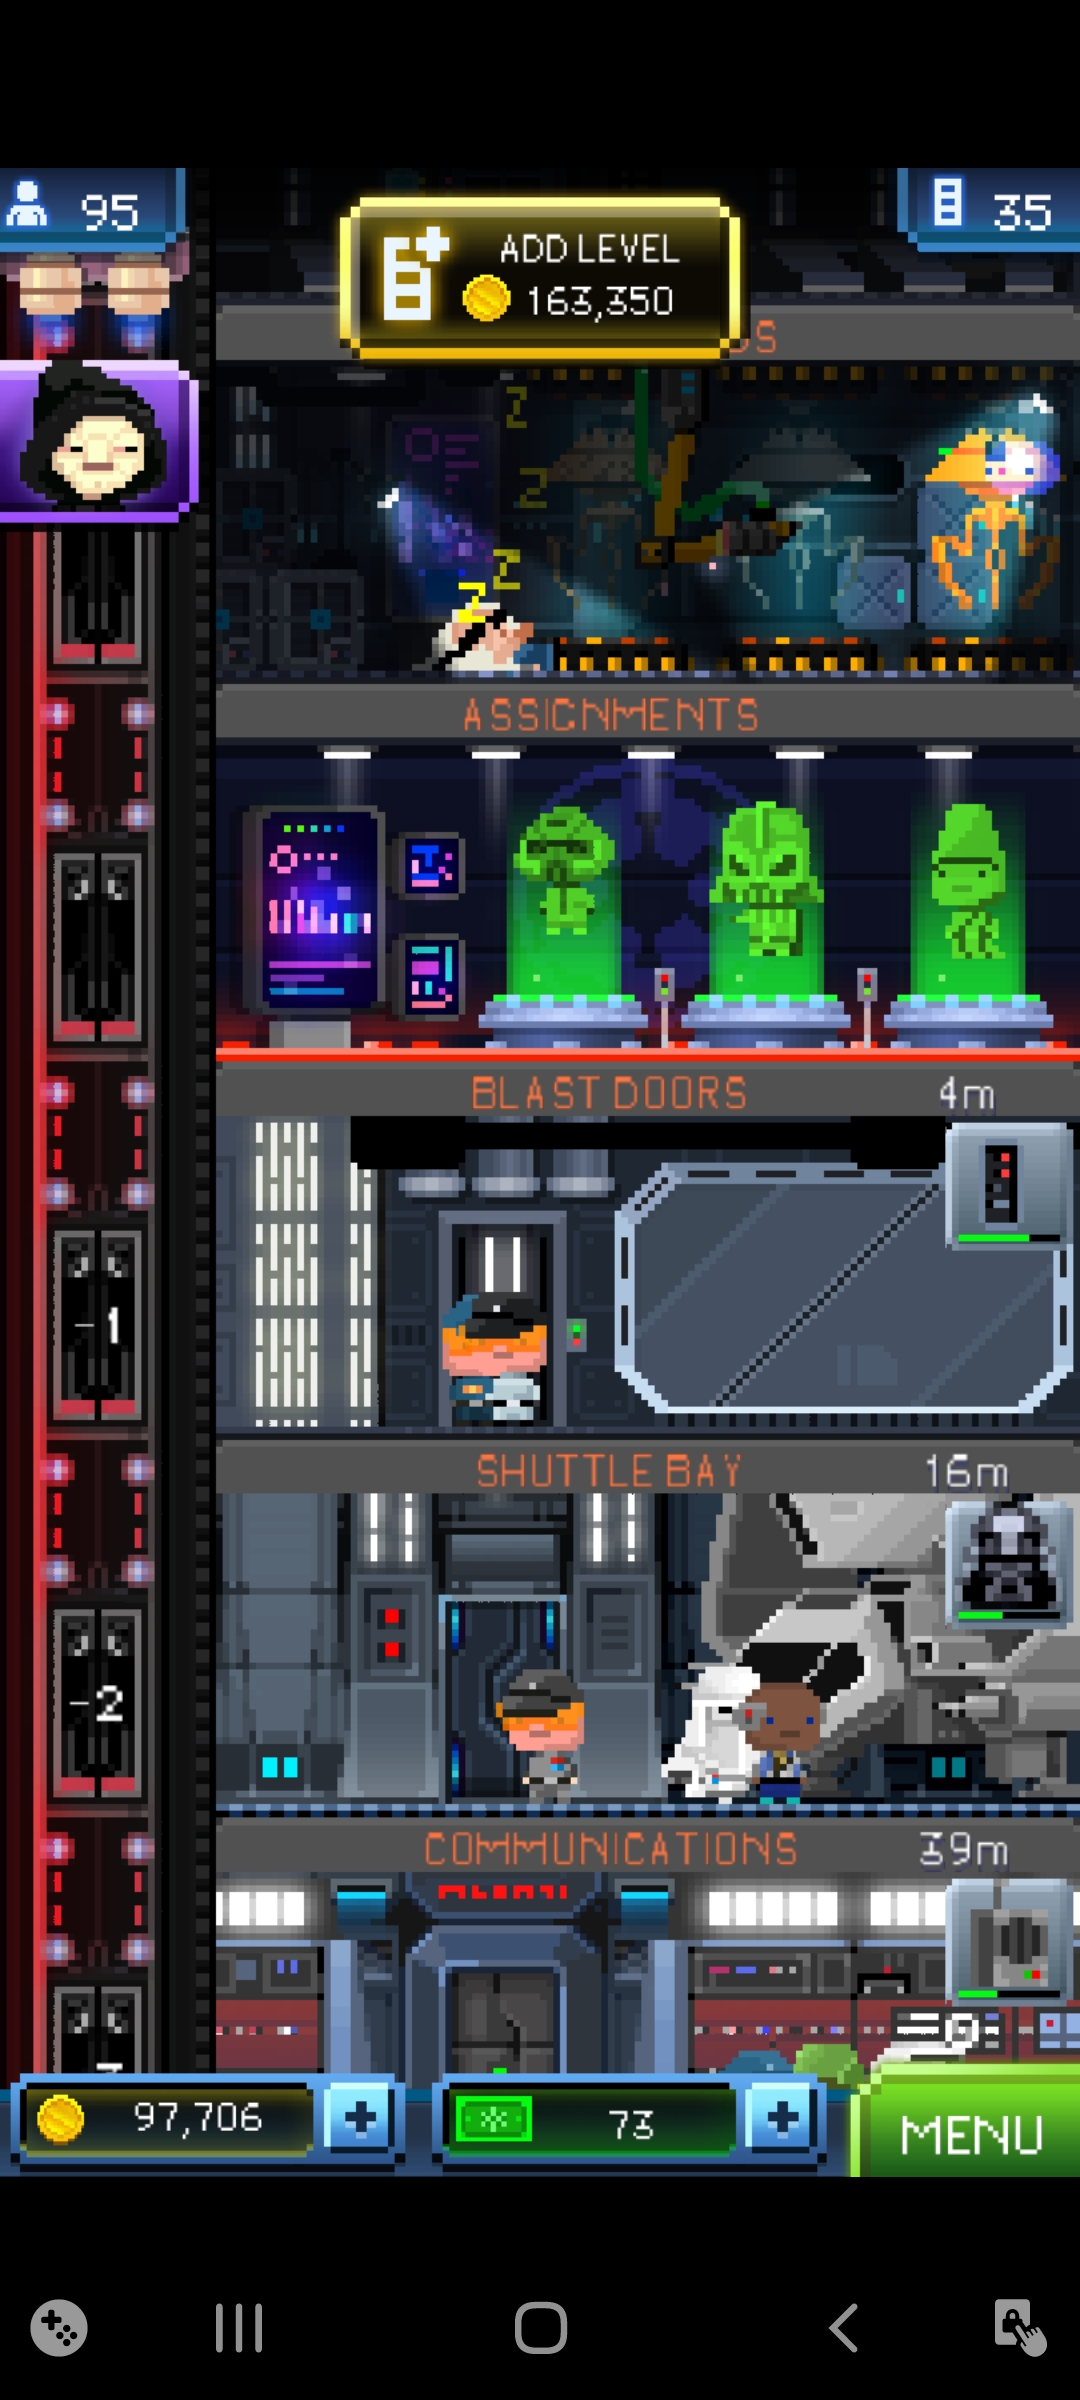 95
ADD LEVEL
163,350
35
DS
Z
Z
Z
Z
ASSIGNMENTS
BLAST DOORS 4m
-1
SHUTTLE BAY 16m
-2
COMMUNICATIONS 39m
97,706
73
MENU